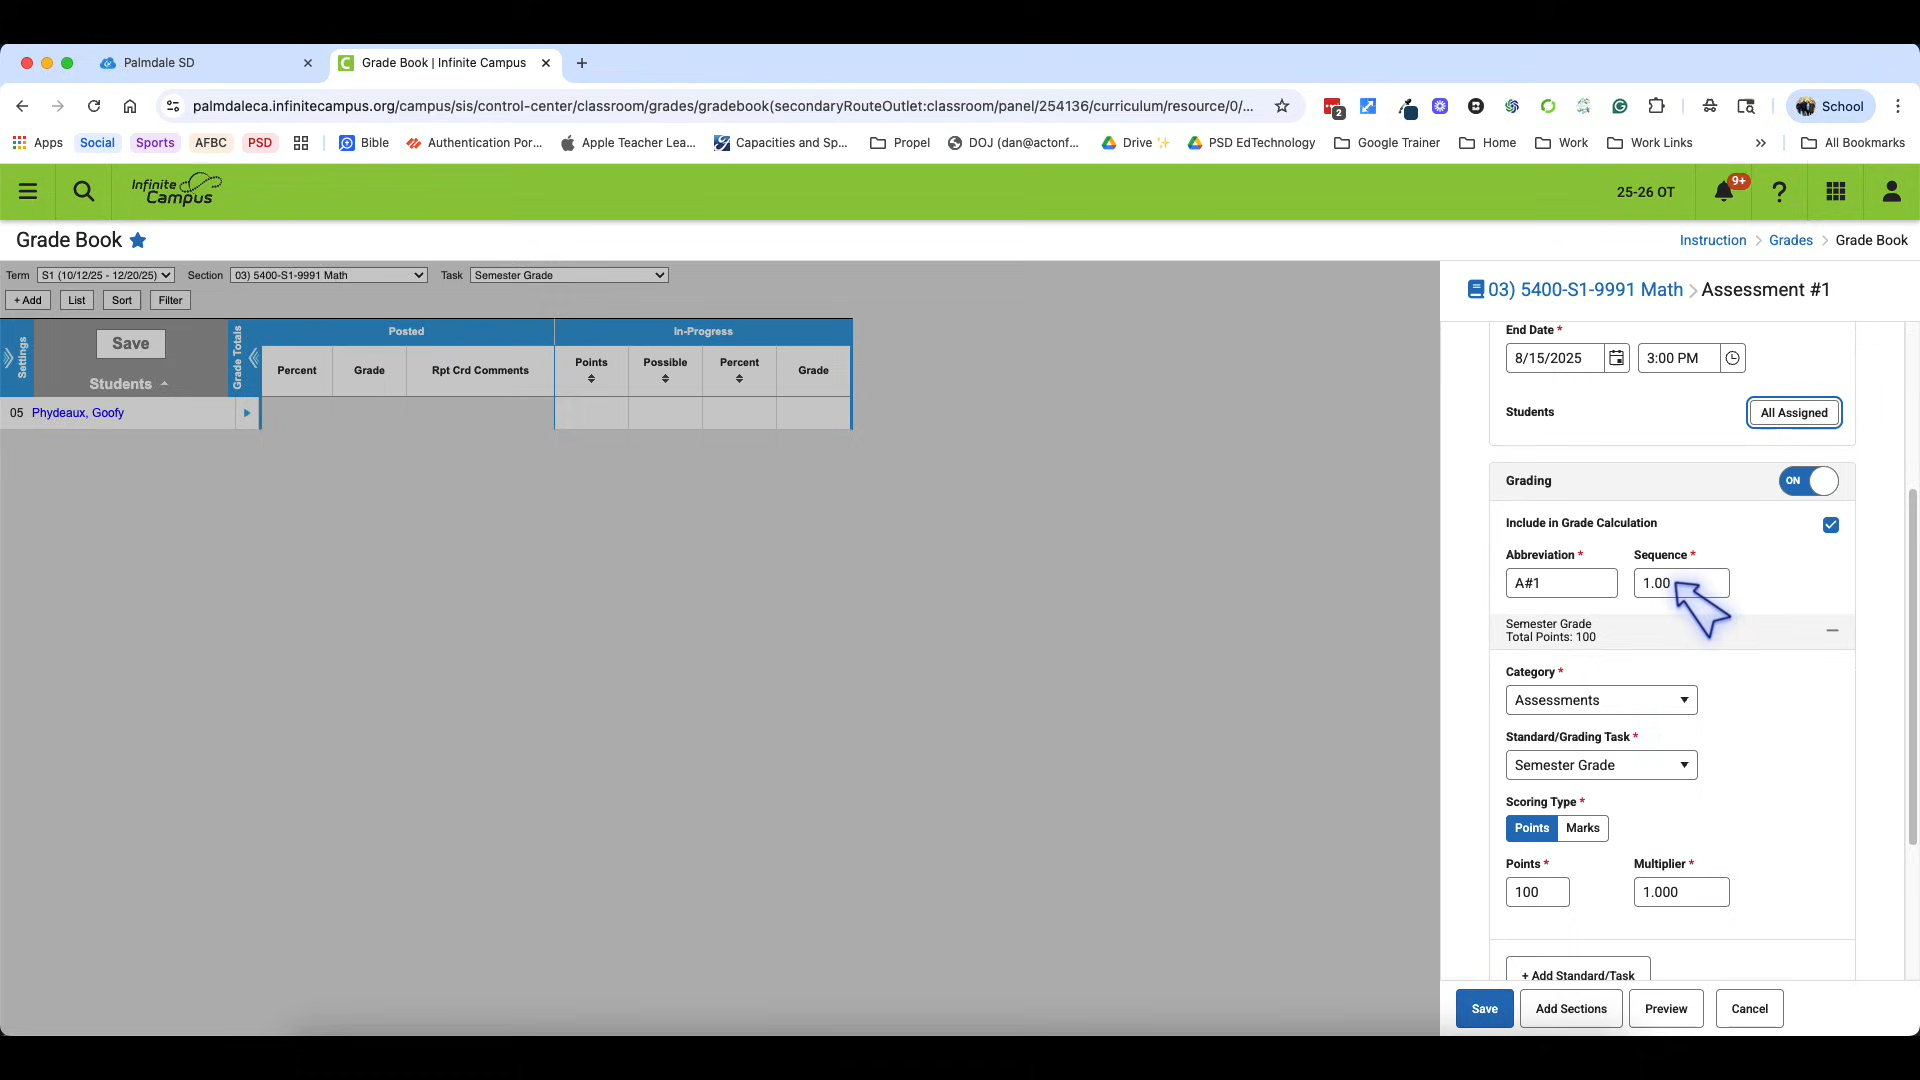 Palmdale SD
Grade Book | Infinite Campus
palmdaleca.infinitecampus.org/campus/sis/control-center/classroom/grades/gradebook(secondaryRouteOutlet:classroom/panel/254136/curriculum/resource/0/...
2
School
Apps
Social
Sports
AFBC
PSD
Bible
Authentication Por...
Apple Teacher Lea...
Capacities and Sp...
Propel
DOJ (dan@actonf...
Drive
PSD EdTechnology
Google Trainer
Home
Work
Work Links
»
All Bookmarks
Infinite Campus
25-26 OT
9+
Grade Book
Instruction > Grades > Grade Book
Term S1 (10/12/25 - 12/20/25) Section 03) 5400-S1-9991 Math Task Semester Grade
+ Add List Sort Filter
Settings
Save
Students
Grade Totals
Posted
In-Progress
Percent Grade Rpt Crd Comments Points Possible Percent Grade
05 Phydeaux, Goofy
03) 5400-S1-9991 Math > Assessment #1
End Date *
8/15/2025 3:00 PM
Students All Assigned
Grading ON
Include in Grade Calculation
Abbreviation * Sequence *
A#1 1.00
Semester Grade
Total Points: 100
Category *
Assessments
Standard/Grading Task *
Semester Grade
Scoring Type *
Points Marks
Points * Multiplier *
100 1.000
+ Add Standard/Task
Save Add Sections Preview Cancel